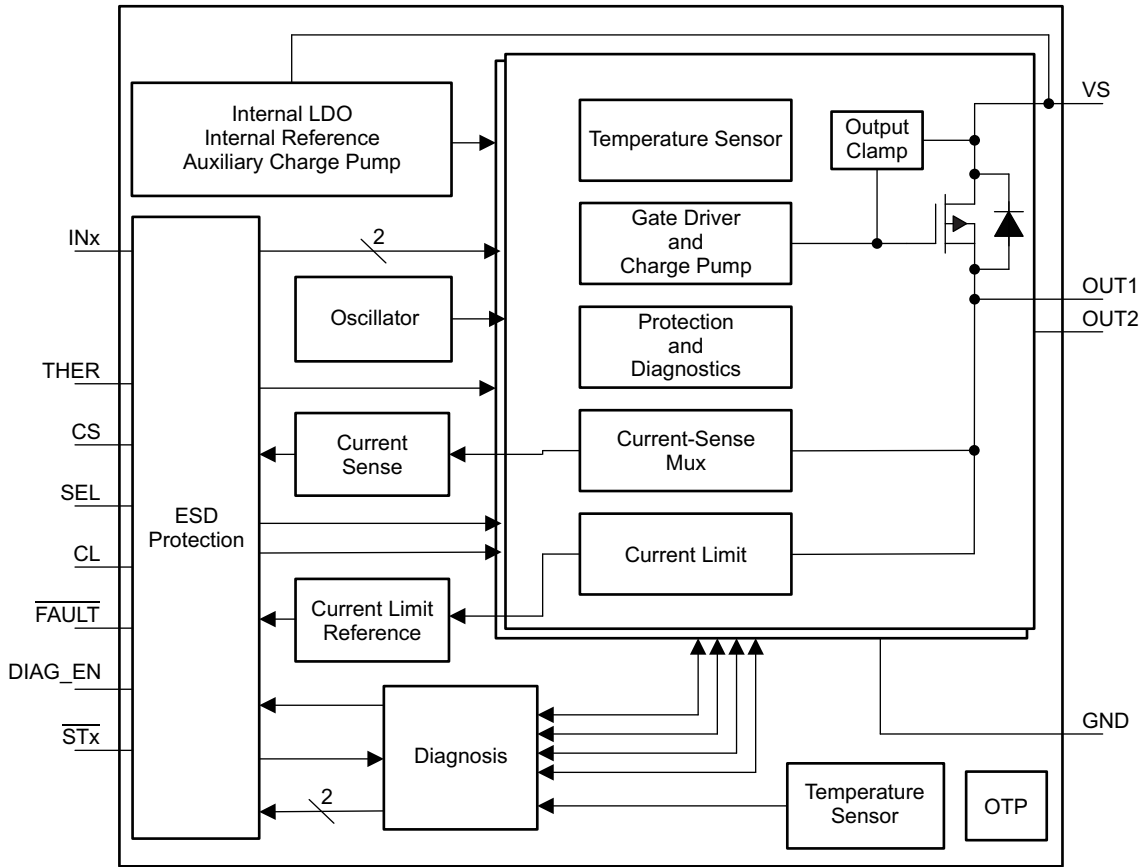 Internal LDO
Internal Reference
Auxiliary Charge Pump
Temperature Sensor
Output
Clamp
VS
INx
2
Gate Driver
and
Charge Pump
OUT1
OUT2
Oscillator
Protection
and
Diagnostics
THER
CS
Current
Sense
Current-Sense
Mux
SEL
ESD
Protection
CL
Current Limit
FAULT
Current Limit
Reference
DIAG_EN
GND
STx
Diagnosis
2
Temperature
Sensor
OTP